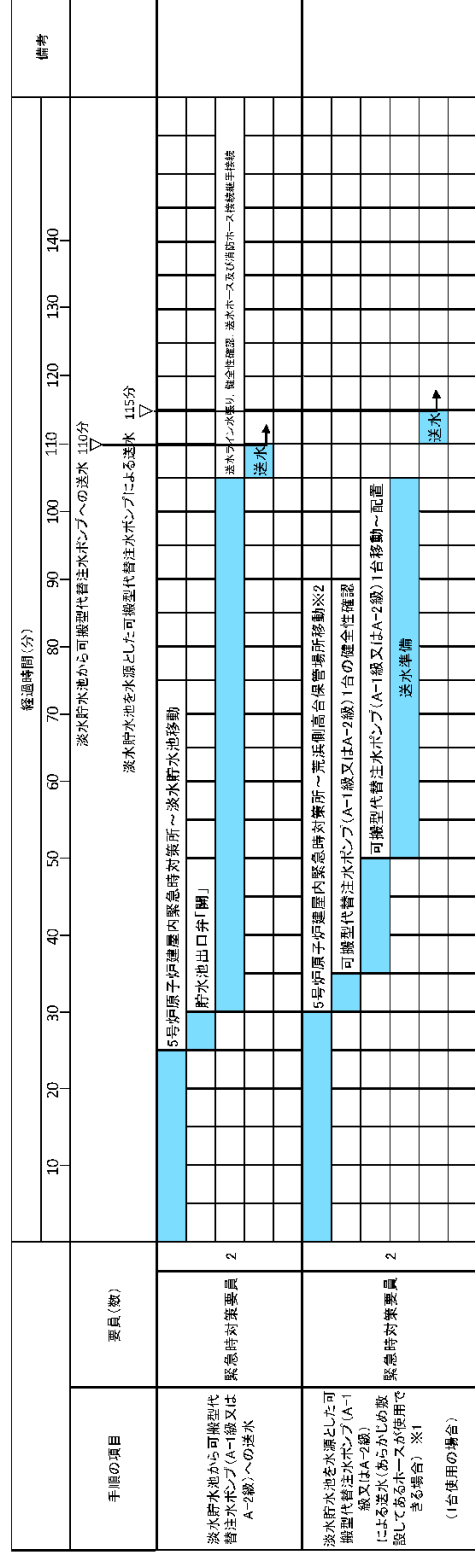 手順の項目
要員(数)
経過時間(分)
備考
10
20
30
40
50
60
70
80
90
100
110
120
130
140
淡水貯水池から可搬型代替注水ポンプへの送水 110分
淡水貯水池を水源とした可搬型代替注水ポンプによる送水 115分
淡水貯水池から可搬型代
替注水ポンプ(A-1級又は
A-2級)への送水
緊急時対策要員
2
5号炉原子炉建屋内緊急時対策所~淡水貯水池移動
貯水池出口弁「開」
送水ライン水張り、健全性確認、送水ホース及び消防ホース接続継手接続
送水
淡水貯水池を水源とした可
搬型代替注水ポンプ(A-1
級又はA-2級)
による送水(あらかじめ敷
設してあるホースが使用で
きる場合) ※1
(1台使用の場合)
緊急時対策要員
2
5号炉原子炉建屋内緊急時対策所~荒浜側高台保管場所移動※2
可搬型代替注水ポンプ(A-1級又はA-2級)1台の健全性確認
可搬型代替注水ポンプ(A-1級又はA-2級)1台移動~配置
送水準備
送水